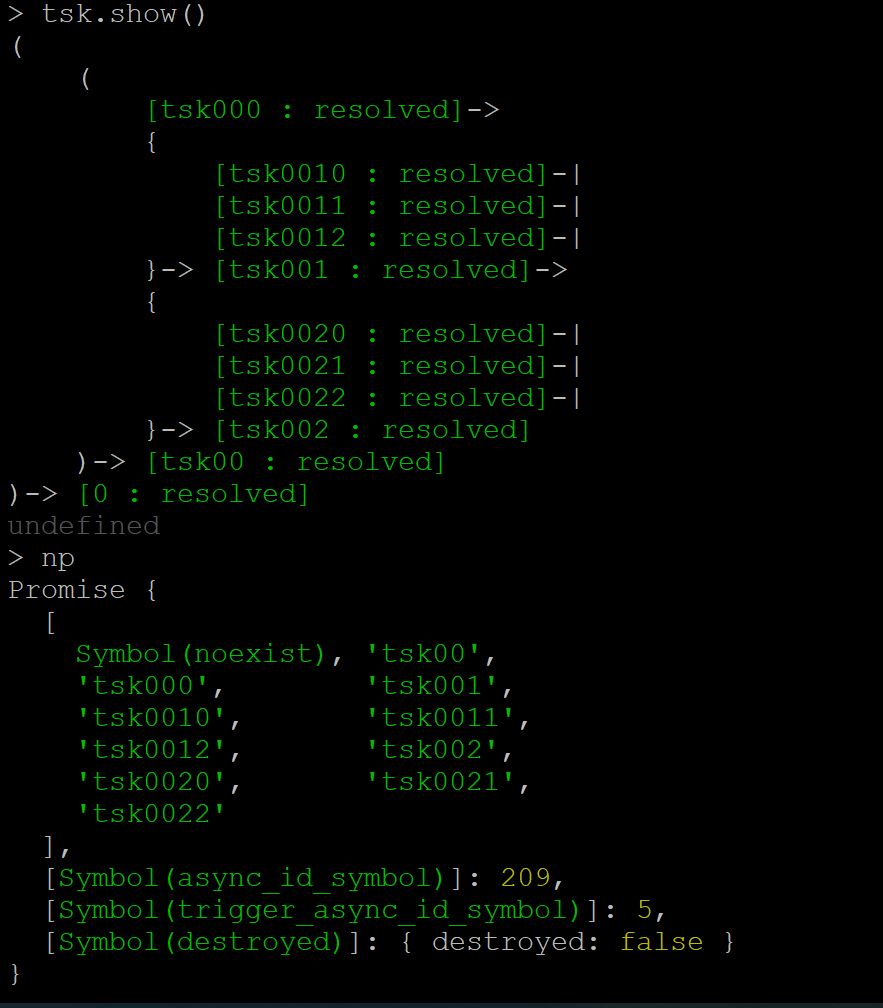 > tsk.show()
(
    (
        [tsk000 : resolved]->
        {
            [tsk0010 : resolved]-|
            [tsk0011 : resolved]-|
            [tsk0012 : resolved]-|
        }-> [tsk001 : resolved]->
        {
            [tsk0020 : resolved]-|
            [tsk0021 : resolved]-|
            [tsk0022 : resolved]-|
        }-> [tsk002 : resolved]
    )-> [tsk00 : resolved]
)-> [0 : resolved]
undefined
> np
Promise {
  [
    Symbol(noexist), 'tsk00',
    'tsk000',        'tsk001',
    'tsk0010',       'tsk0011',
    'tsk0012',       'tsk002',
    'tsk0020',       'tsk0021',
    'tsk0022'
  ],
  [Symbol(async_id_symbol)]: 209,
  [Symbol(trigger_async_id_symbol)]: 5,
  [Symbol(destroyed)]: { destroyed: false }
}